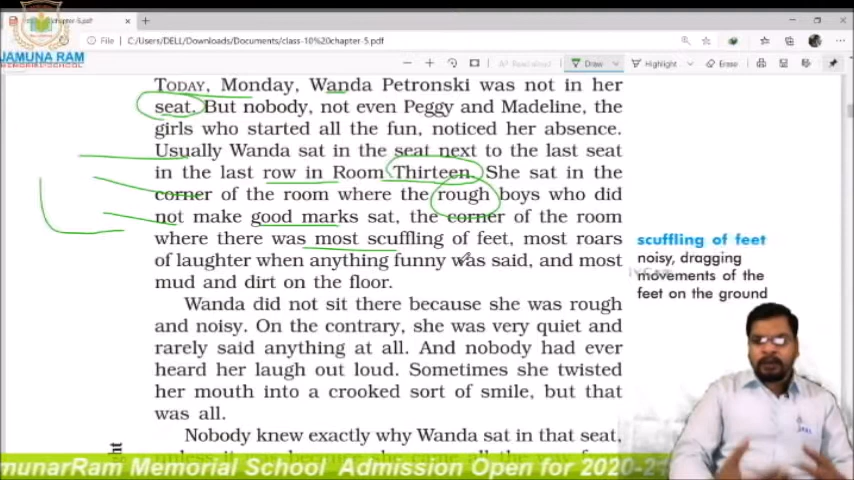 JAMUNA RAM
File
C:/Users/DELL/Downloads/Documents/class-10%20chapter-5.pdf
Draw
Highlight
Erase
TODAY, Monday, Wanda Petronski was not in her
seat. But nobody, not even Peggy and Madeline, the
girls who started all the fun, noticed her absence.
Usually Wanda sat in the seat next to the last seat
in the last row in Room Thirteen. She sat in the
corner of the room where the rough boys who did
not make good marks sat, the corner of the room
where there was most scuffling of feet, most roars
of laughter when anything funny was said, and most
mud and dirt on the floor.
scuffling of feet
noisy, dragging
movements of the
feet on the ground
Wanda did not sit there because she was rough
and noisy. On the contrary, she was very quiet and
rarely said anything at all. And nobody had ever
heard her laugh out loud. Sometimes she twisted
her mouth into a crooked sort of smile, but that
was all.
Nobody knew exactly why Wanda sat in that seat,
amunarRam Memorial School Admission Open for 2020-2